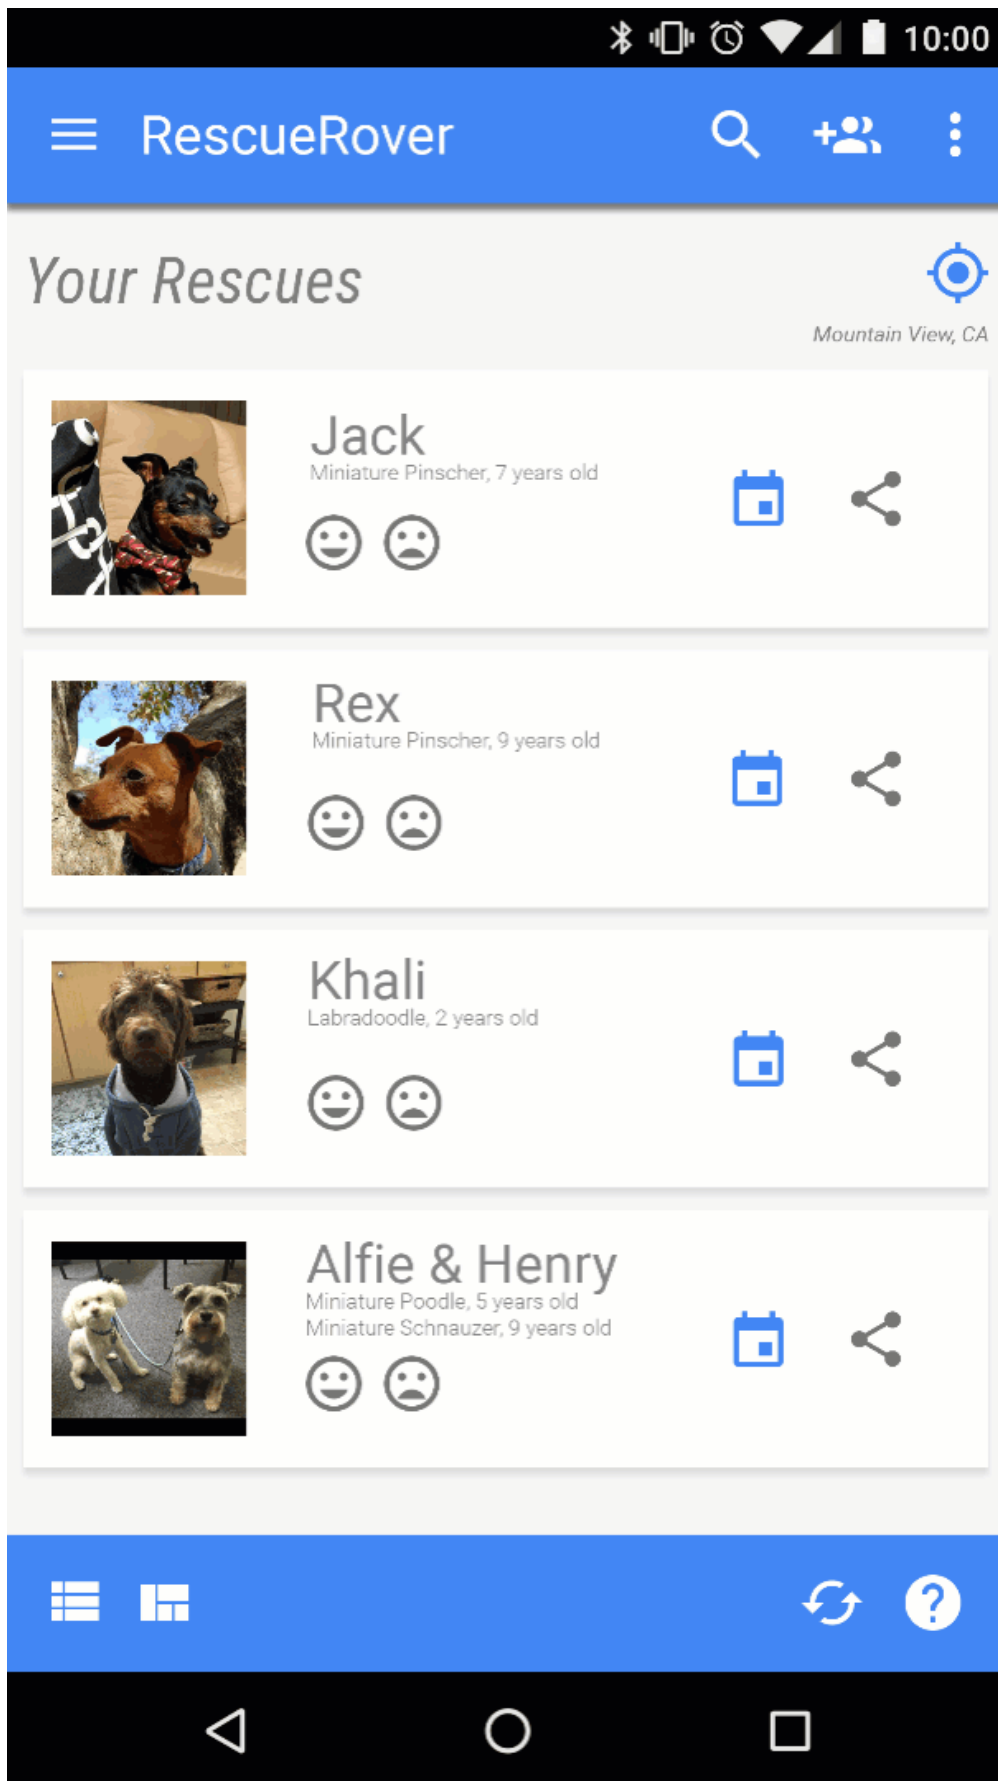 10:00
RescueRover
Your Rescues
Mountain View, CA
Jack
Miniature Pinscher, 7 years old
Rex
Miniature Pinscher, 9 years old
Khali
Labradoodle, 2 years old
Alfie & Henry
Miniature Poodle, 5 years old
Miniature Schnauzer, 9 years old